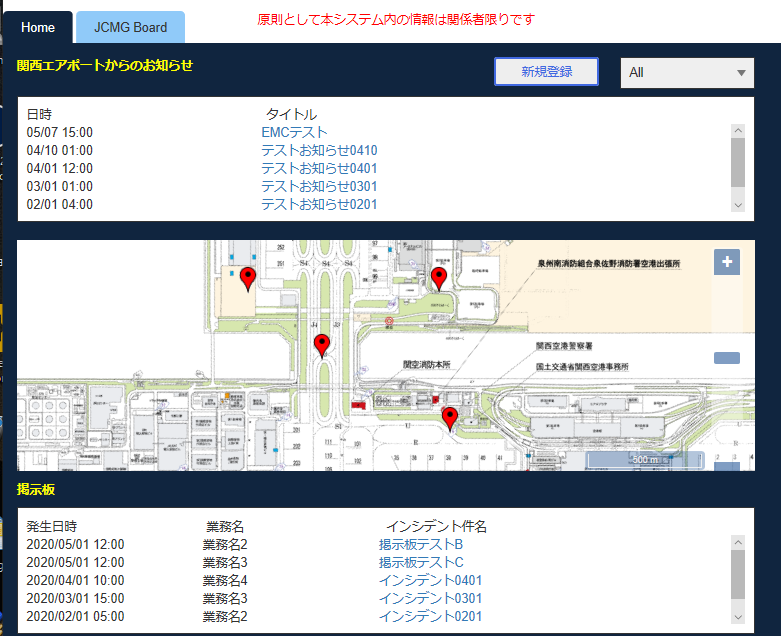 Home JCMG Board 原則として本システム内の情報は関係者限りです
関西エアポートからのお知らせ 新規登録 All
日時 タイトル
05/07 15:00 EMCテスト
04/10 01:00 テストお知らせ0410
04/01 12:00 テストお知らせ0401
03/01 01:00 テストお知らせ0301
02/01 04:00 テストお知らせ0201
泉州南消防組合泉佐野消防署空港出張所
関西空港警察署
関空消防本所
国土交通省関西空港事務所
500 m
掲示板
発生日時 業務名 インシデント件名
2020/05/01 12:00 業務名2 掲示板テストB
2020/05/01 12:00 業務名3 掲示板テストC
2020/04/01 10:00 業務名4 インシデント0401
2020/03/01 15:00 業務名3 インシデント0301
2020/02/01 05:00 業務名2 インシデント0201